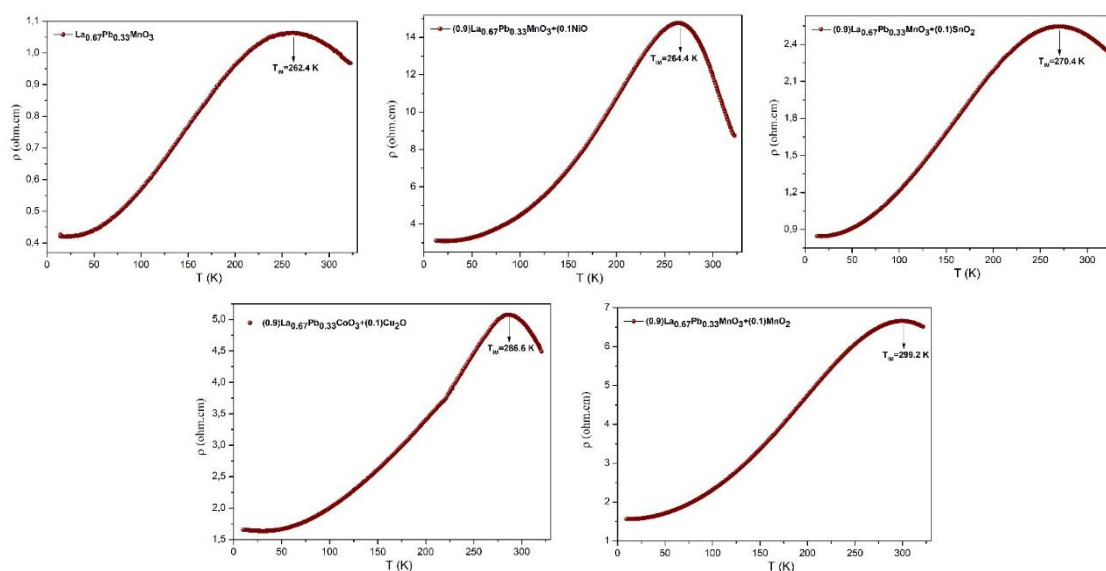 La0.67Pb0.33MnO3
TIM=262.4 K
1,1
1,0
0,9
0,8
0,7
0,6
0,5
0,4
ρ (ohm.cm)
0 50 100 150 200 250 300
T (K)
(0.9)La0.67Pb0.33MnO3+(0.1NiO
TIM=264.4 K
14
12
10
8
6
4
ρ (ohm.cm)
0 50 100 150 200 250 300
T (K)
(0.9)La0.67Pb0.33MnO3+(0.1)SnO2
TIM=270.4 K
2,4
2,1
1,8
1,5
1,2
0,9
ρ (ohm.cm)
0 50 100 150 200 250 300
T (K)
(0.9)La0.67Pb0.33CoO3+(0.1)Cu2O
TIM=286.6 K
5,0
4,5
4,0
3,5
3,0
2,5
2,0
1,5
ρ (ohm.cm)
0 50 100 150 200 250 300
T (K)
(0.9)La0.67Pb0.33MnO3+(0.1)MnO2
TIM=299.2 K
7
6
5
4
3
2
1
ρ (ohm.cm)
0 50 100 150 200 250 300
T (K)